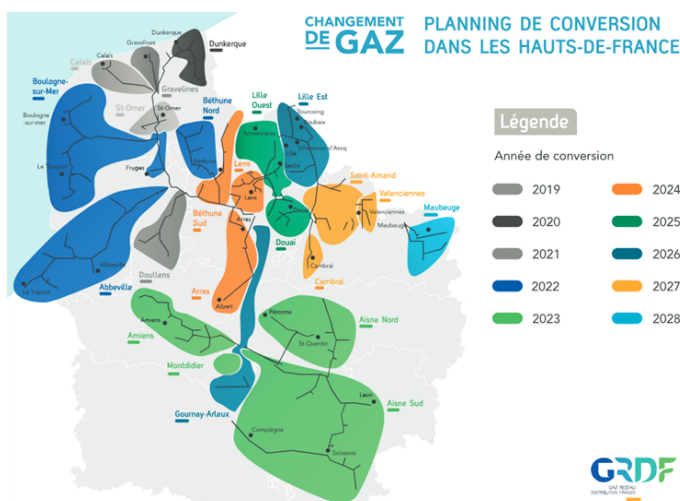 CHANGEMENT
DE GAZ
PLANNING DE CONVERSION
DANS LES HAUTS-DE-FRANCE
Légende
Année de conversion
2019
2020
2021
2022
2023
2024
2025
2026
2027
2028
Dunkerque
Dunkerque
Gravelines
Calais
Calais
Gravelines
Boulogne-
sur-Mer
Boulogne
-sur-mer
St-Omer
St-Omer
Béthune
Nord
Lille
Ouest
Lille Est
Tourcoing
Roubaix
Armentières
Villeneuve d'Ascq
Lille
Seclin
Le Touquet
Fruges
Béthune
Lens
Lens
Saint-Amand
Valenciennes
Valenciennes
Maubeuge
Maubeuge
Béthune
Sud
Douai
Douai
Arras
Cambrai
Cambrai
Doullens
Abbeville
Abbeville
Le Tréport
Arras
Albert
Amiens
Amiens
Péronne
Aisne Nord
St-Quentin
Montdidier
Gournay-Arleux
Laon
Aisne Sud
Compiègne
Soissons
GRDF
GAZ RÉSEAU
DISTRIBUTION FRANCE